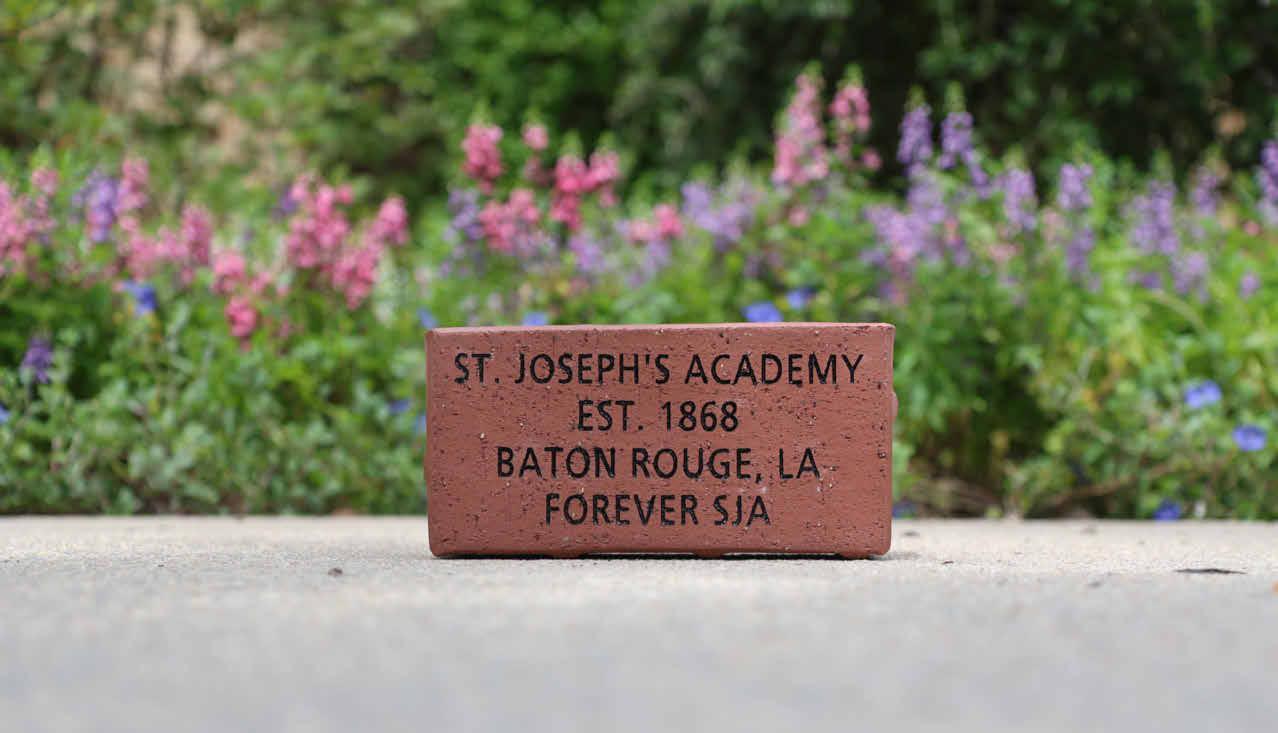 ST. JOSEPH'S ACADEMY
EST. 1868
BATON ROUGE, LA
FOREVER SJA